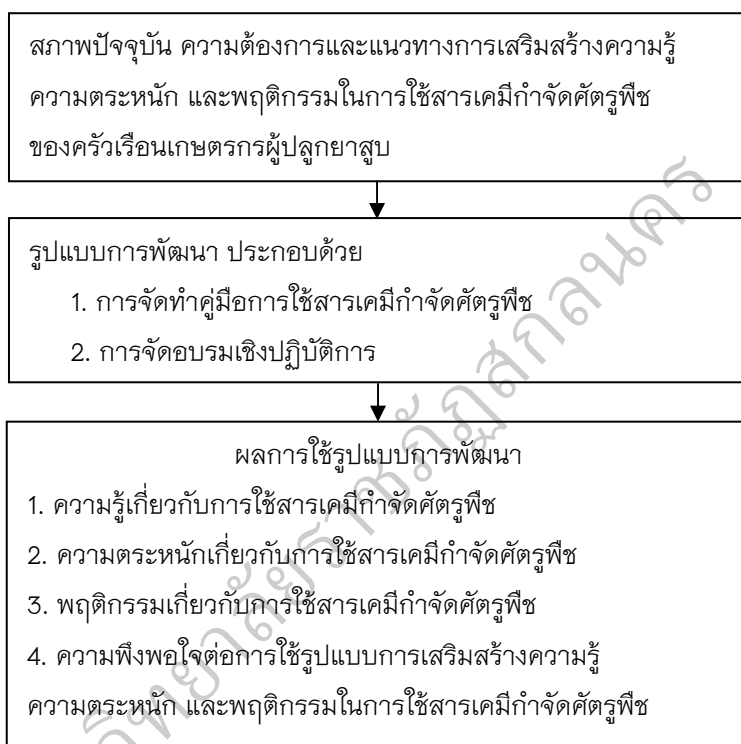 สภาพปัจจุบัน ความต้องการและแนวทางการเสริมสร้างความรู้
ความตระหนัก และพฤติกรรมในการใช้สารเคมีกำจัดศัตรูพืช
ของครัวเรือนเกษตรกรผู้ปลูกยาสูบ
รูปแบบการพัฒนา ประกอบด้วย
1. การจัดทำคู่มือการใช้สารเคมีกำจัดศัตรูพืช
2. การจัดอบรมเชิงปฏิบัติการ
ผลการใช้รูปแบบการพัฒนา
1. ความรู้เกี่ยวกับการใช้สารเคมีกำจัดศัตรูพืช
2. ความตระหนักเกี่ยวกับการใช้สารเคมีกำจัดศัตรูพืช
3. พฤติกรรมเกี่ยวกับการใช้สารเคมีกำจัดศัตรูพืช
4. ความพึงพอใจต่อการใช้รูปแบบการเสริมสร้างความรู้
ความตระหนัก และพฤติกรรมในการใช้สารเคมีกำจัดศัตรูพืช
วิทยาลัยราชภัฏสกลนคร